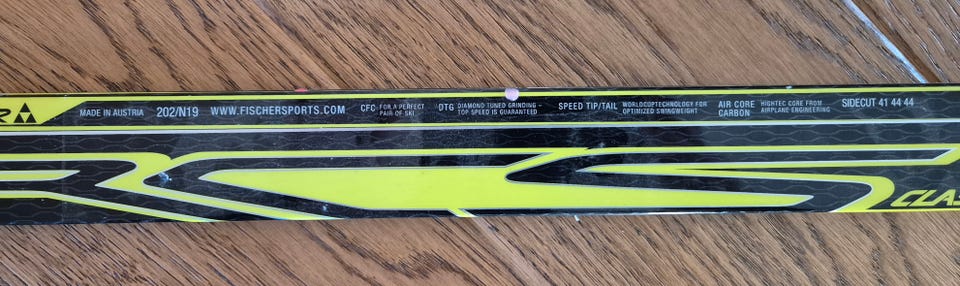 R
MADE IN AUSTRIA 202/N19 WWW.FISCHERSPORTS.COM
CFC- FOR A PERFECT
PAIR OF SKI
DTG DIAMOND TUNED GRINDING –
TOP SPEED IS GUARANTEED
SPEED TIP/TAIL WORLDCUPTECHNOLOGY FOR
OPTIMIZED SWINGWEIGHT
AIR CORE
CARBON
HIGHTEC CORE FROM
AIRPLANE ENGINEERING
SIDECUT 41 44 44
CLAS